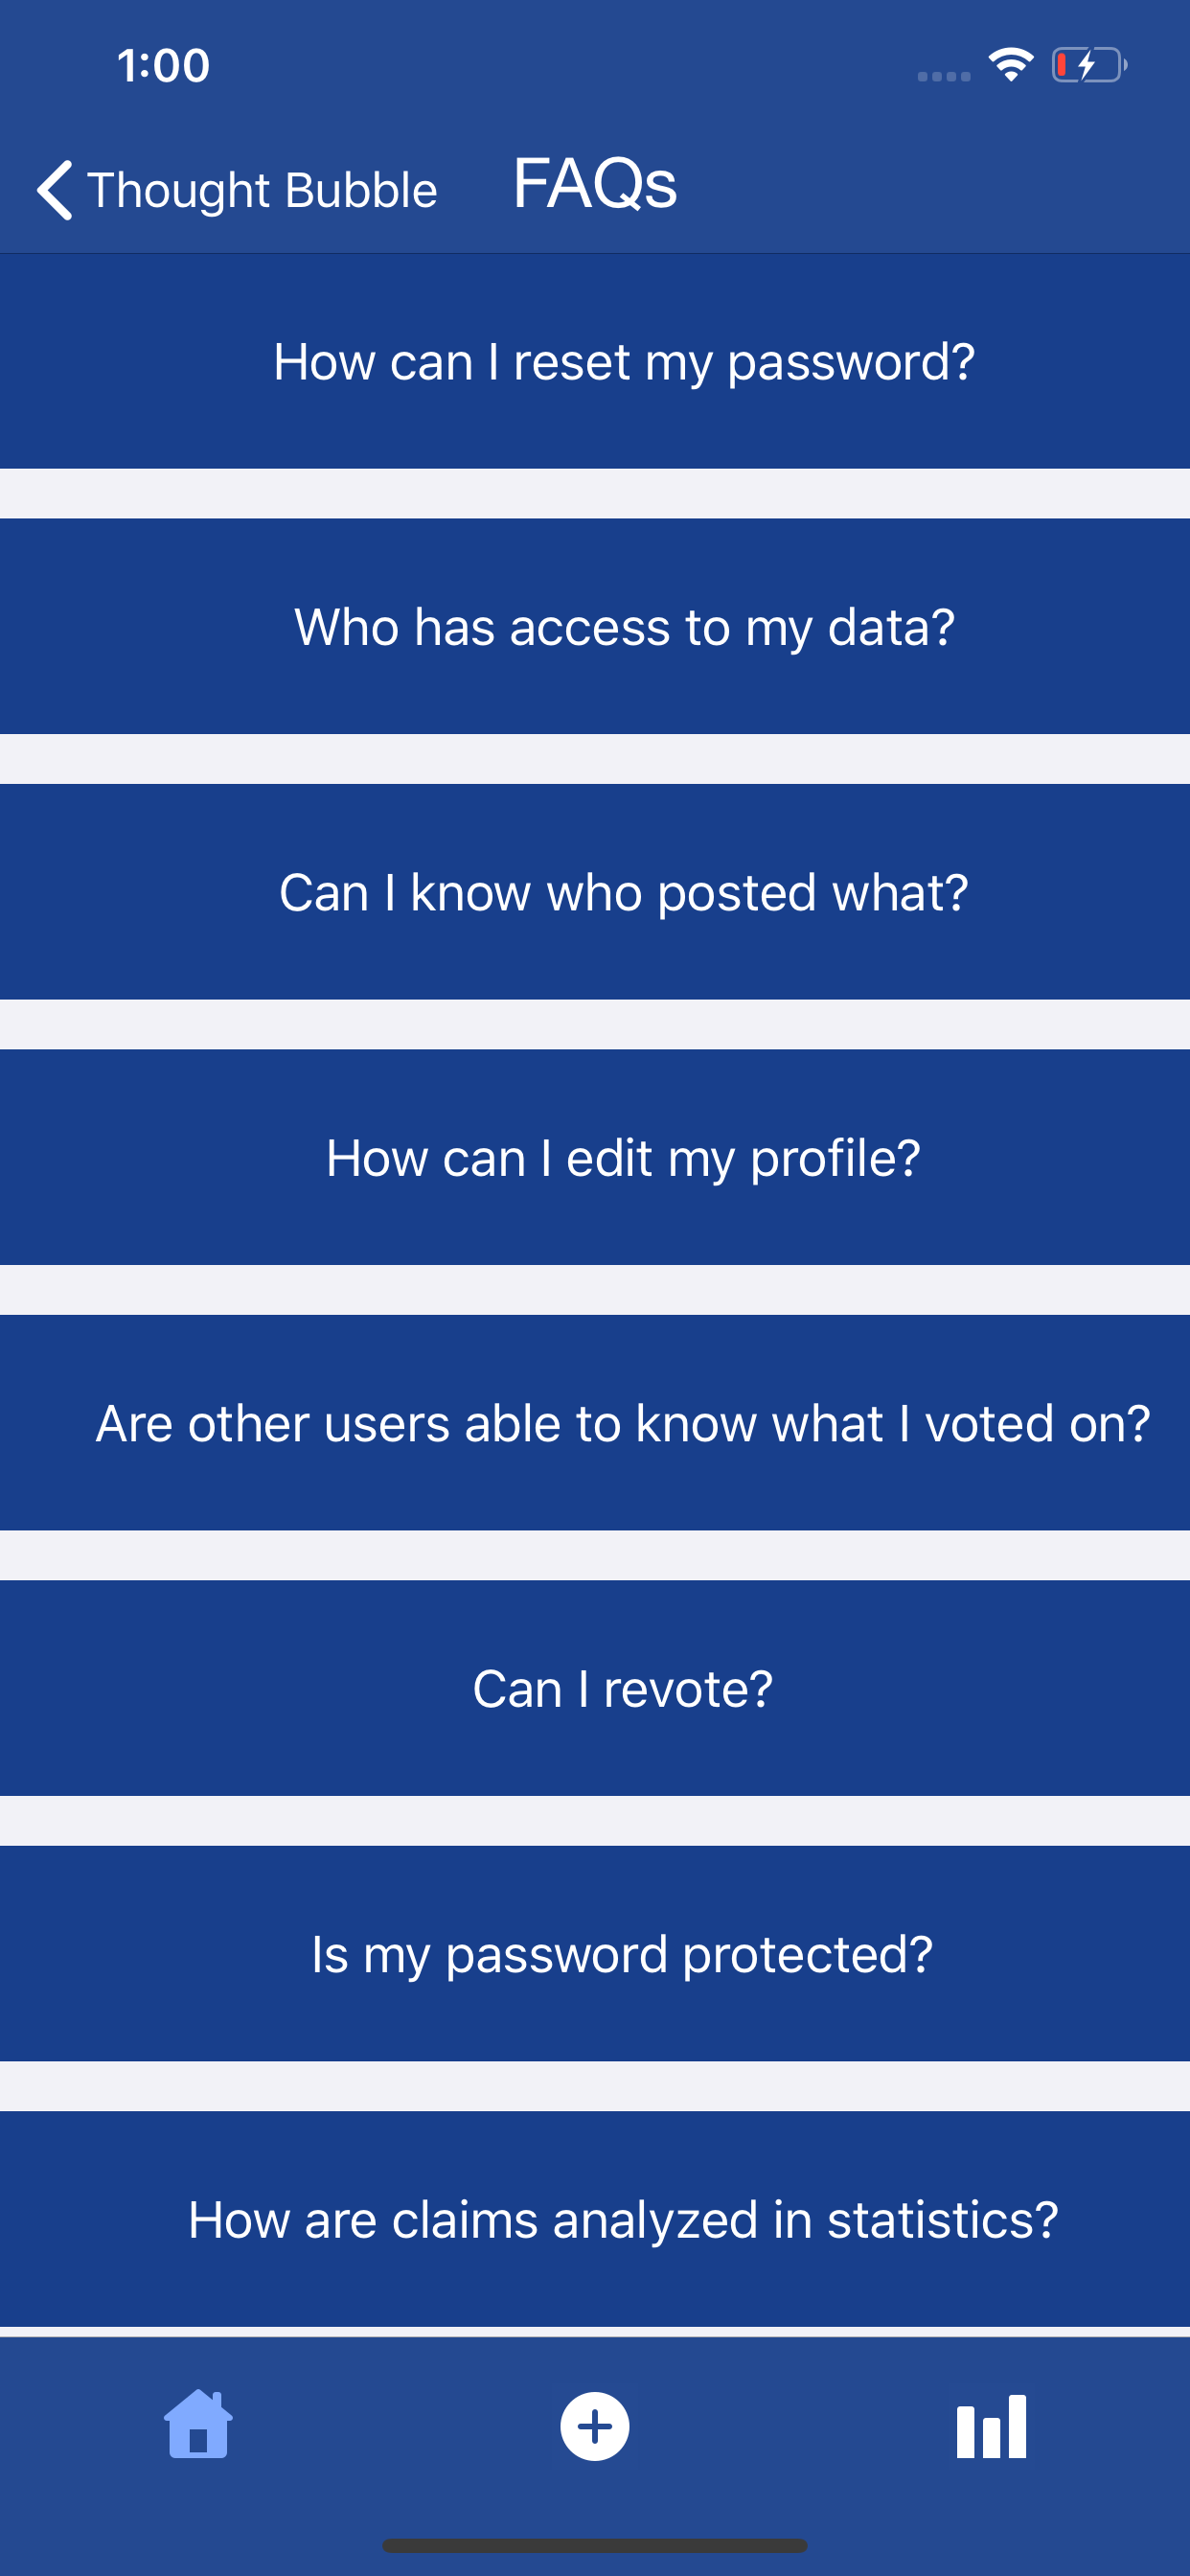 1:00
Thought Bubble
FAQs
How can I reset my password?
Who has access to my data?
Can I know who posted what?
How can I edit my profile?
Are other users able to know what I voted on?
Can I revote?
Is my password protected?
How are claims analyzed in statistics?